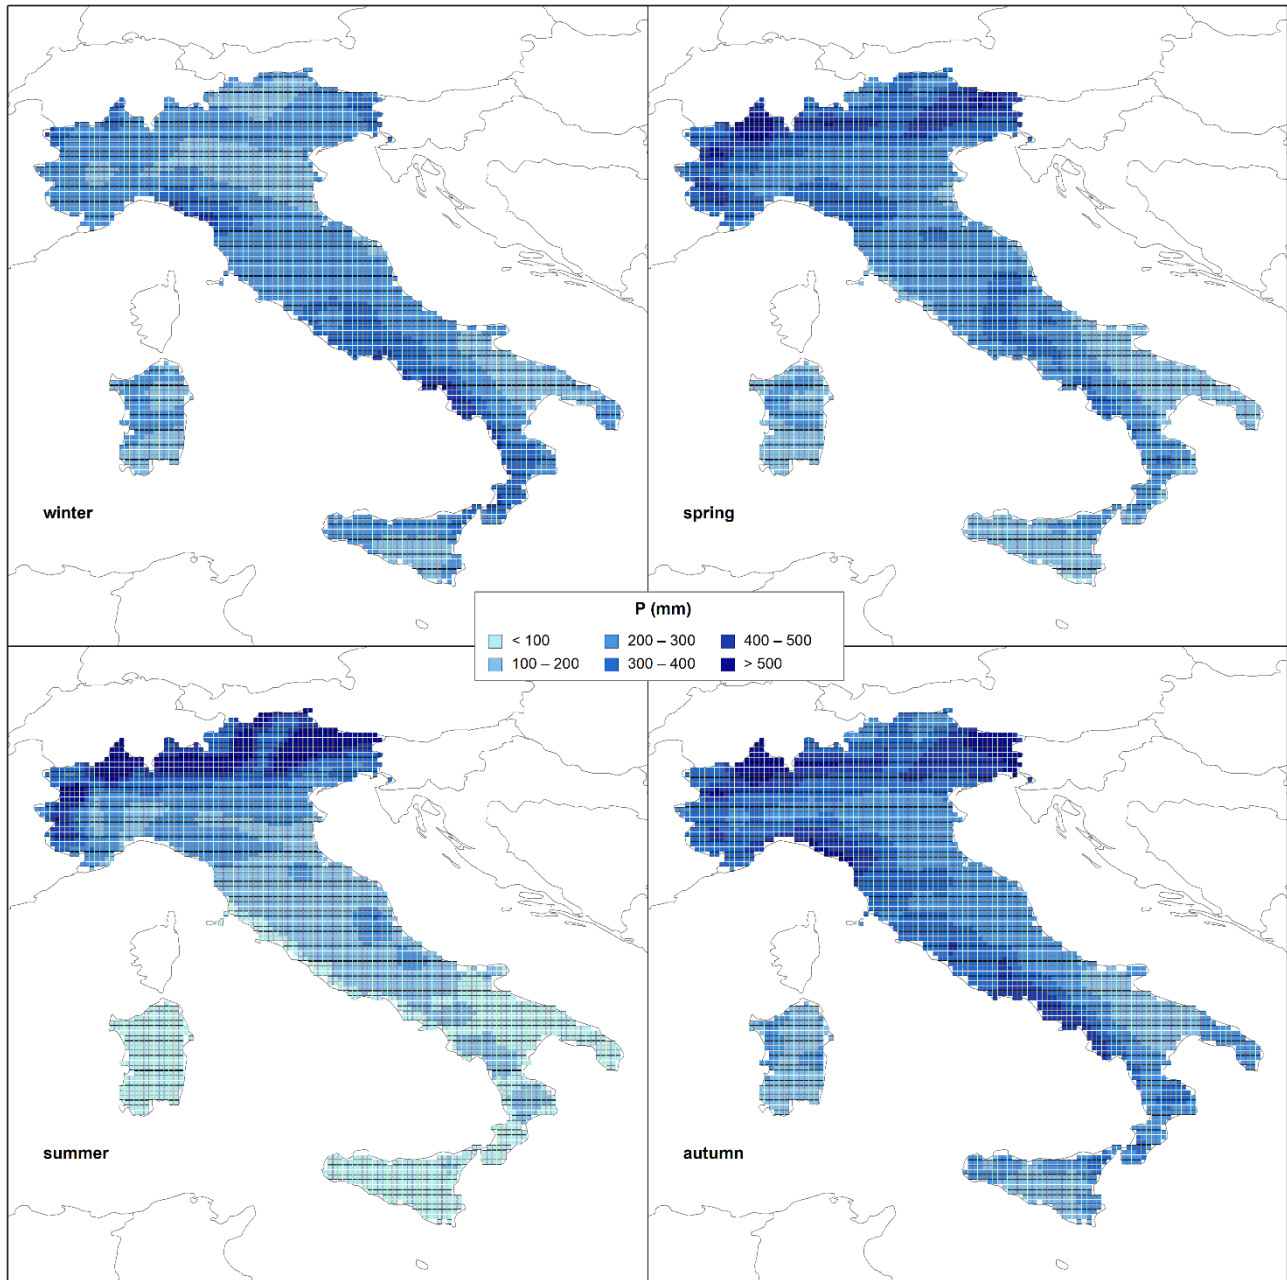 winter
spring
P (mm)
< 100
200 – 300
400 – 500
100 – 200
300 – 400
> 500
summer
autumn